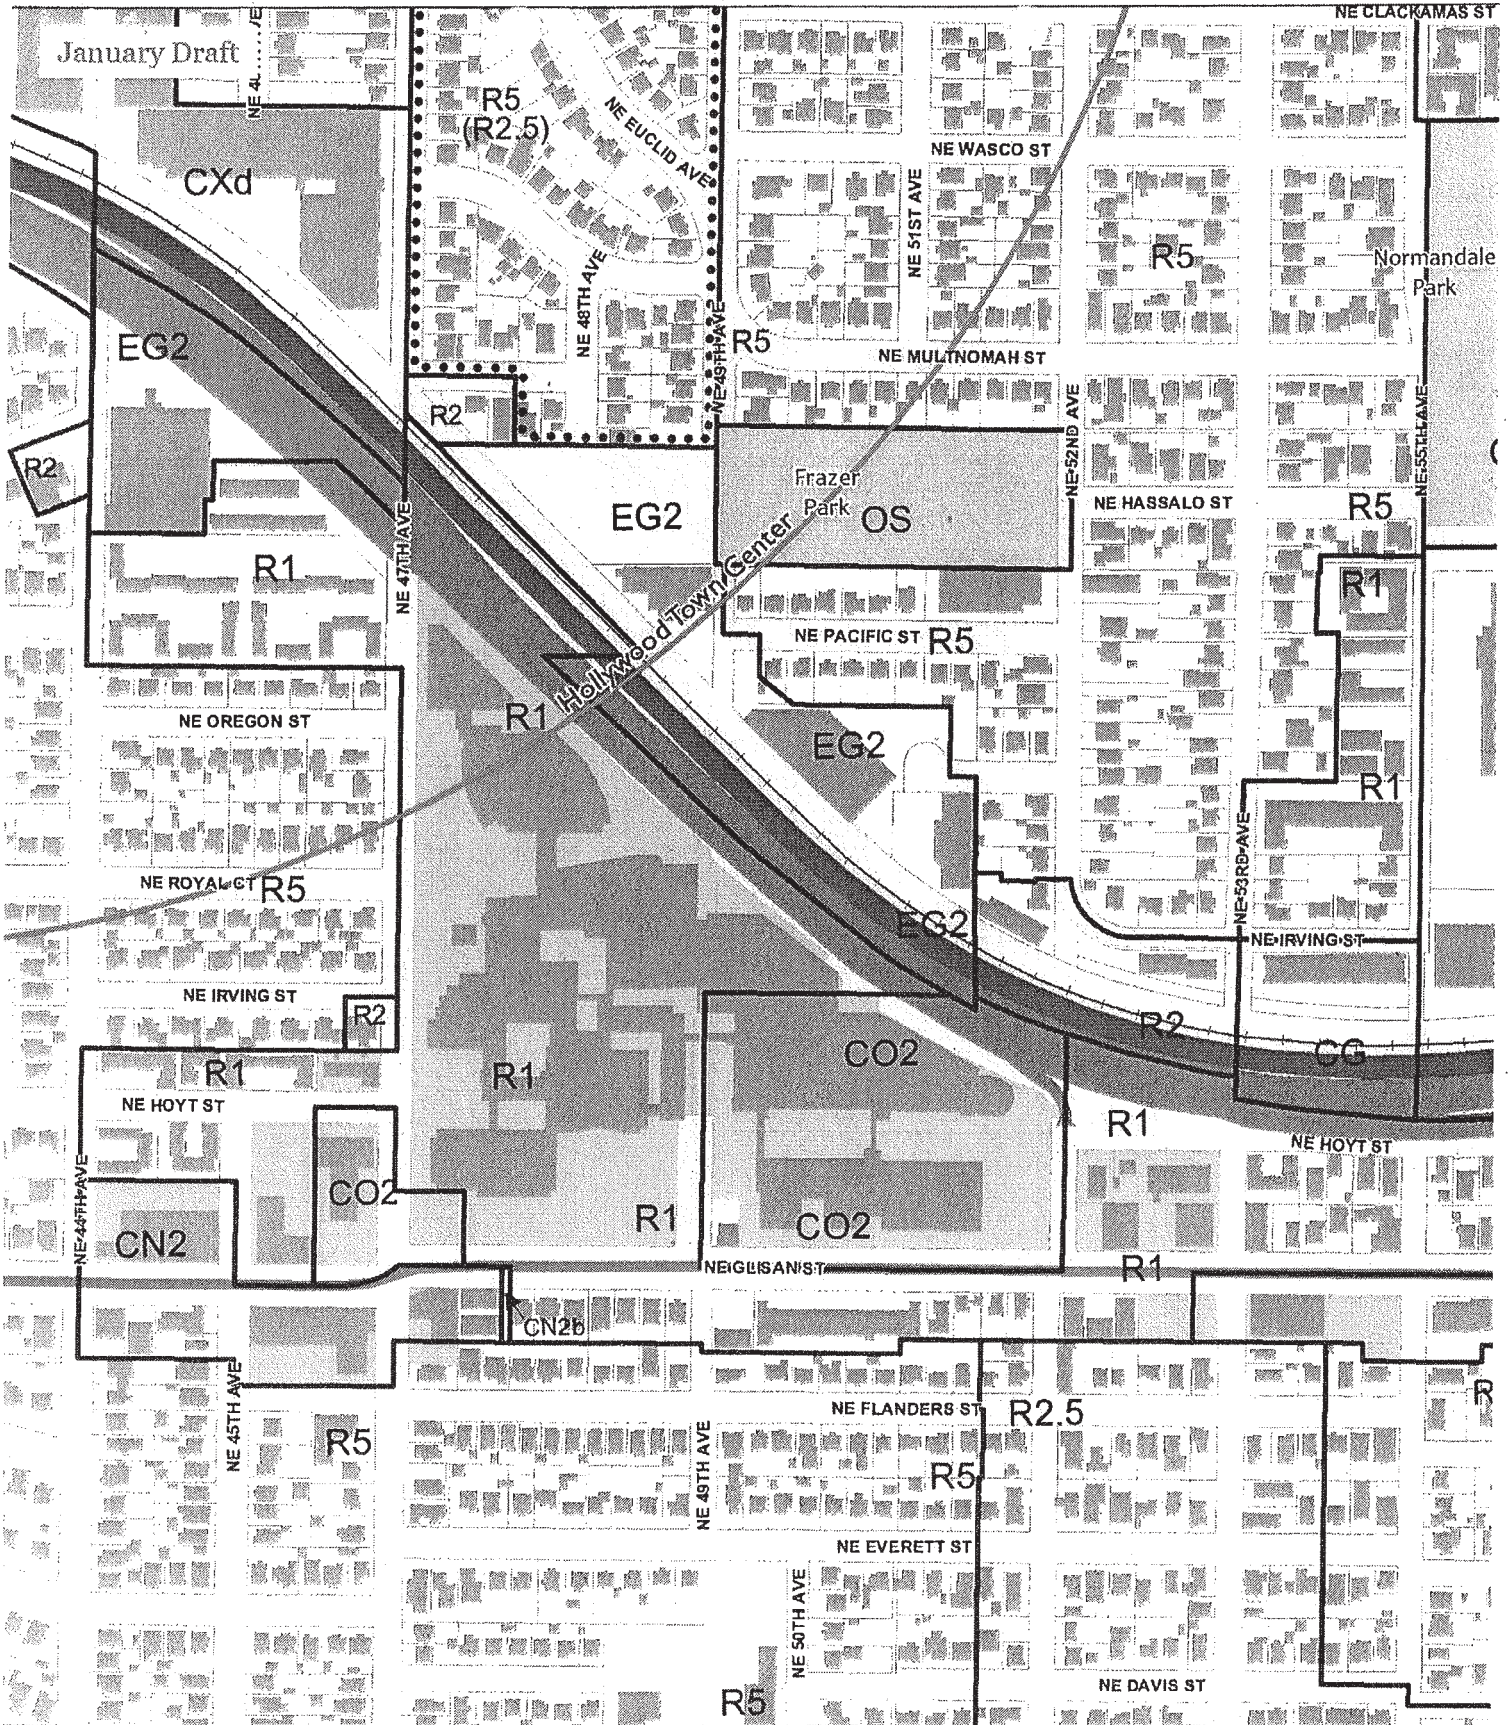 NE CLACKAMAS ST
January Draft
R5
(R2.5)
NE EUCLID AVE
NE WASCO ST
CXd
NE 51ST AVE
R5
Normandale
Park
NE 48TH AVE
EG2
NE 49TH AVE
R5
NE MULTNOMAH ST
R2
NE 52ND AVE
NE 55TH AVE
R2
Frazer
Park
OS
EG2
NE HASSALO ST
R5
NE 47TH AVE
Hollywood Town Center
R1
R1
NE PACIFIC ST
R5
NE OREGON ST
R1
EG2
R1
NE 53RD AVE
NE ROYAL CT
R5
EG2
NE IRVING ST
NE IRVING ST
R2
R2
CG
R1
R1
CO2
NE HOYT ST
R1
NE HOYT ST
NE 44TH AVE
CO2
R1
CO2
CN2
NE GLISAN ST
R1
CN2b
NE 45TH AVE
NE FLANDERS ST
R2.5
R5
NE 49TH AVE
R5
NE EVERETT ST
NE 50TH AVE
NE DAVIS ST
R5